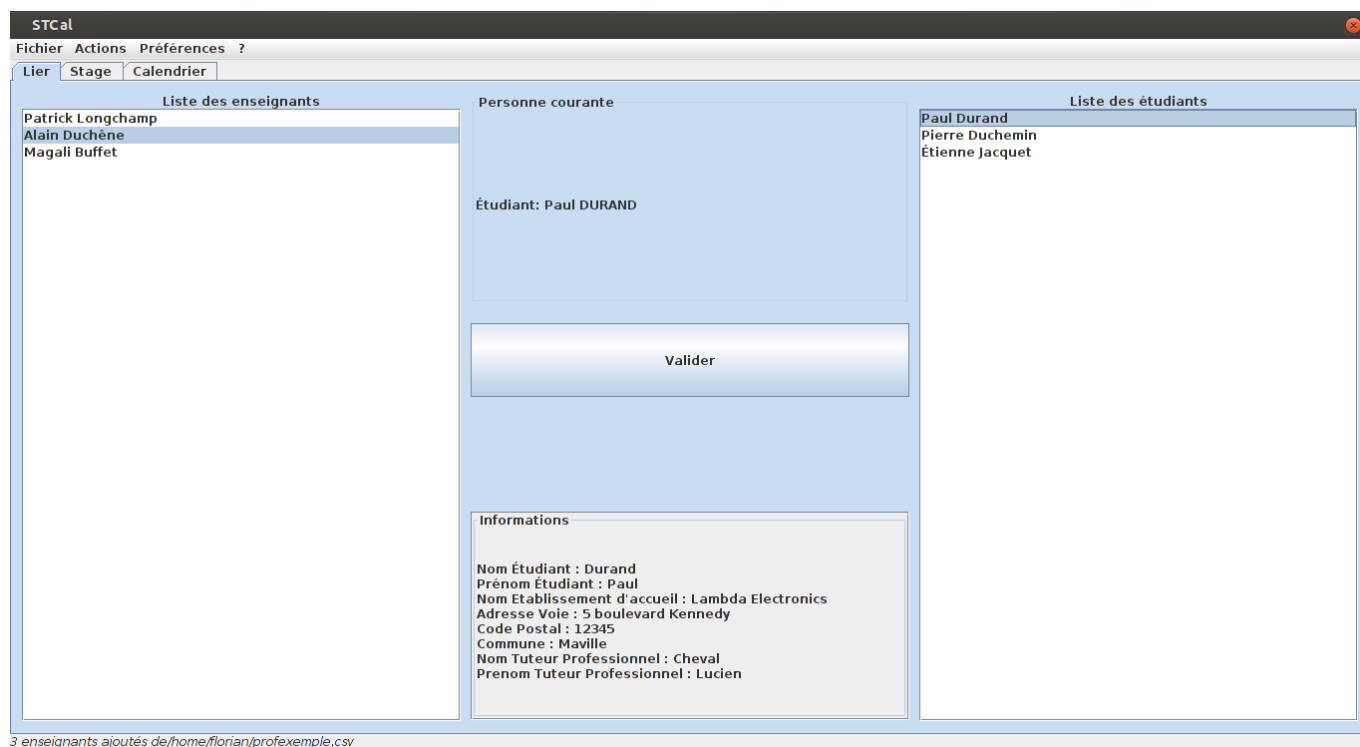 STCal
Fichier Actions Préférences ?
Lier Stage Calendrier
Liste des enseignants
Patrick Longchamp
Alain Duchêne
Magali Buffet
Personne courante
Étudiant: Paul DURAND
Valider
Informations
Nom Étudiant : Durand
Prénom Étudiant : Paul
Nom Etablissement d'accueil : Lambda Electronics
Adresse Voie : 5 boulevard Kennedy
Code Postal : 12345
Commune : Maville
Nom Tuteur Professionnel : Cheval
Prenom Tuteur Professionnel : Lucien
Liste des étudiants
Paul Durand
Pierre Duchemin
Étienne Jacquet
3 enseignants ajoutés de/home/florian/profexemple.csv